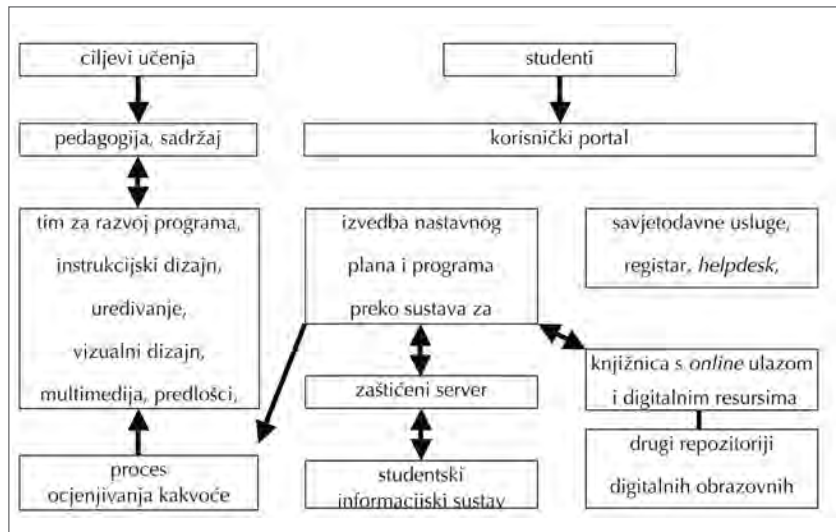 ciljevi učenja
studenti
pedagogija, sadržaj
korisnički portal
tim za razvoj programa,
instrukcijski dizajn,
uređivanje,
vizualni dizajn,
multimedija, predlošci,
izvedba nastavnog
plana i programa
preko sustava za
savjetodavne usluge,
registar, helpdesk,
zaštićeni server
knjižnica s online ulazom
i digitalnim resursima
proces
ocjenjivanja kakvoće
studentski
informacijski sustav
drugi repozitoriji
digitalnih obrazovnih